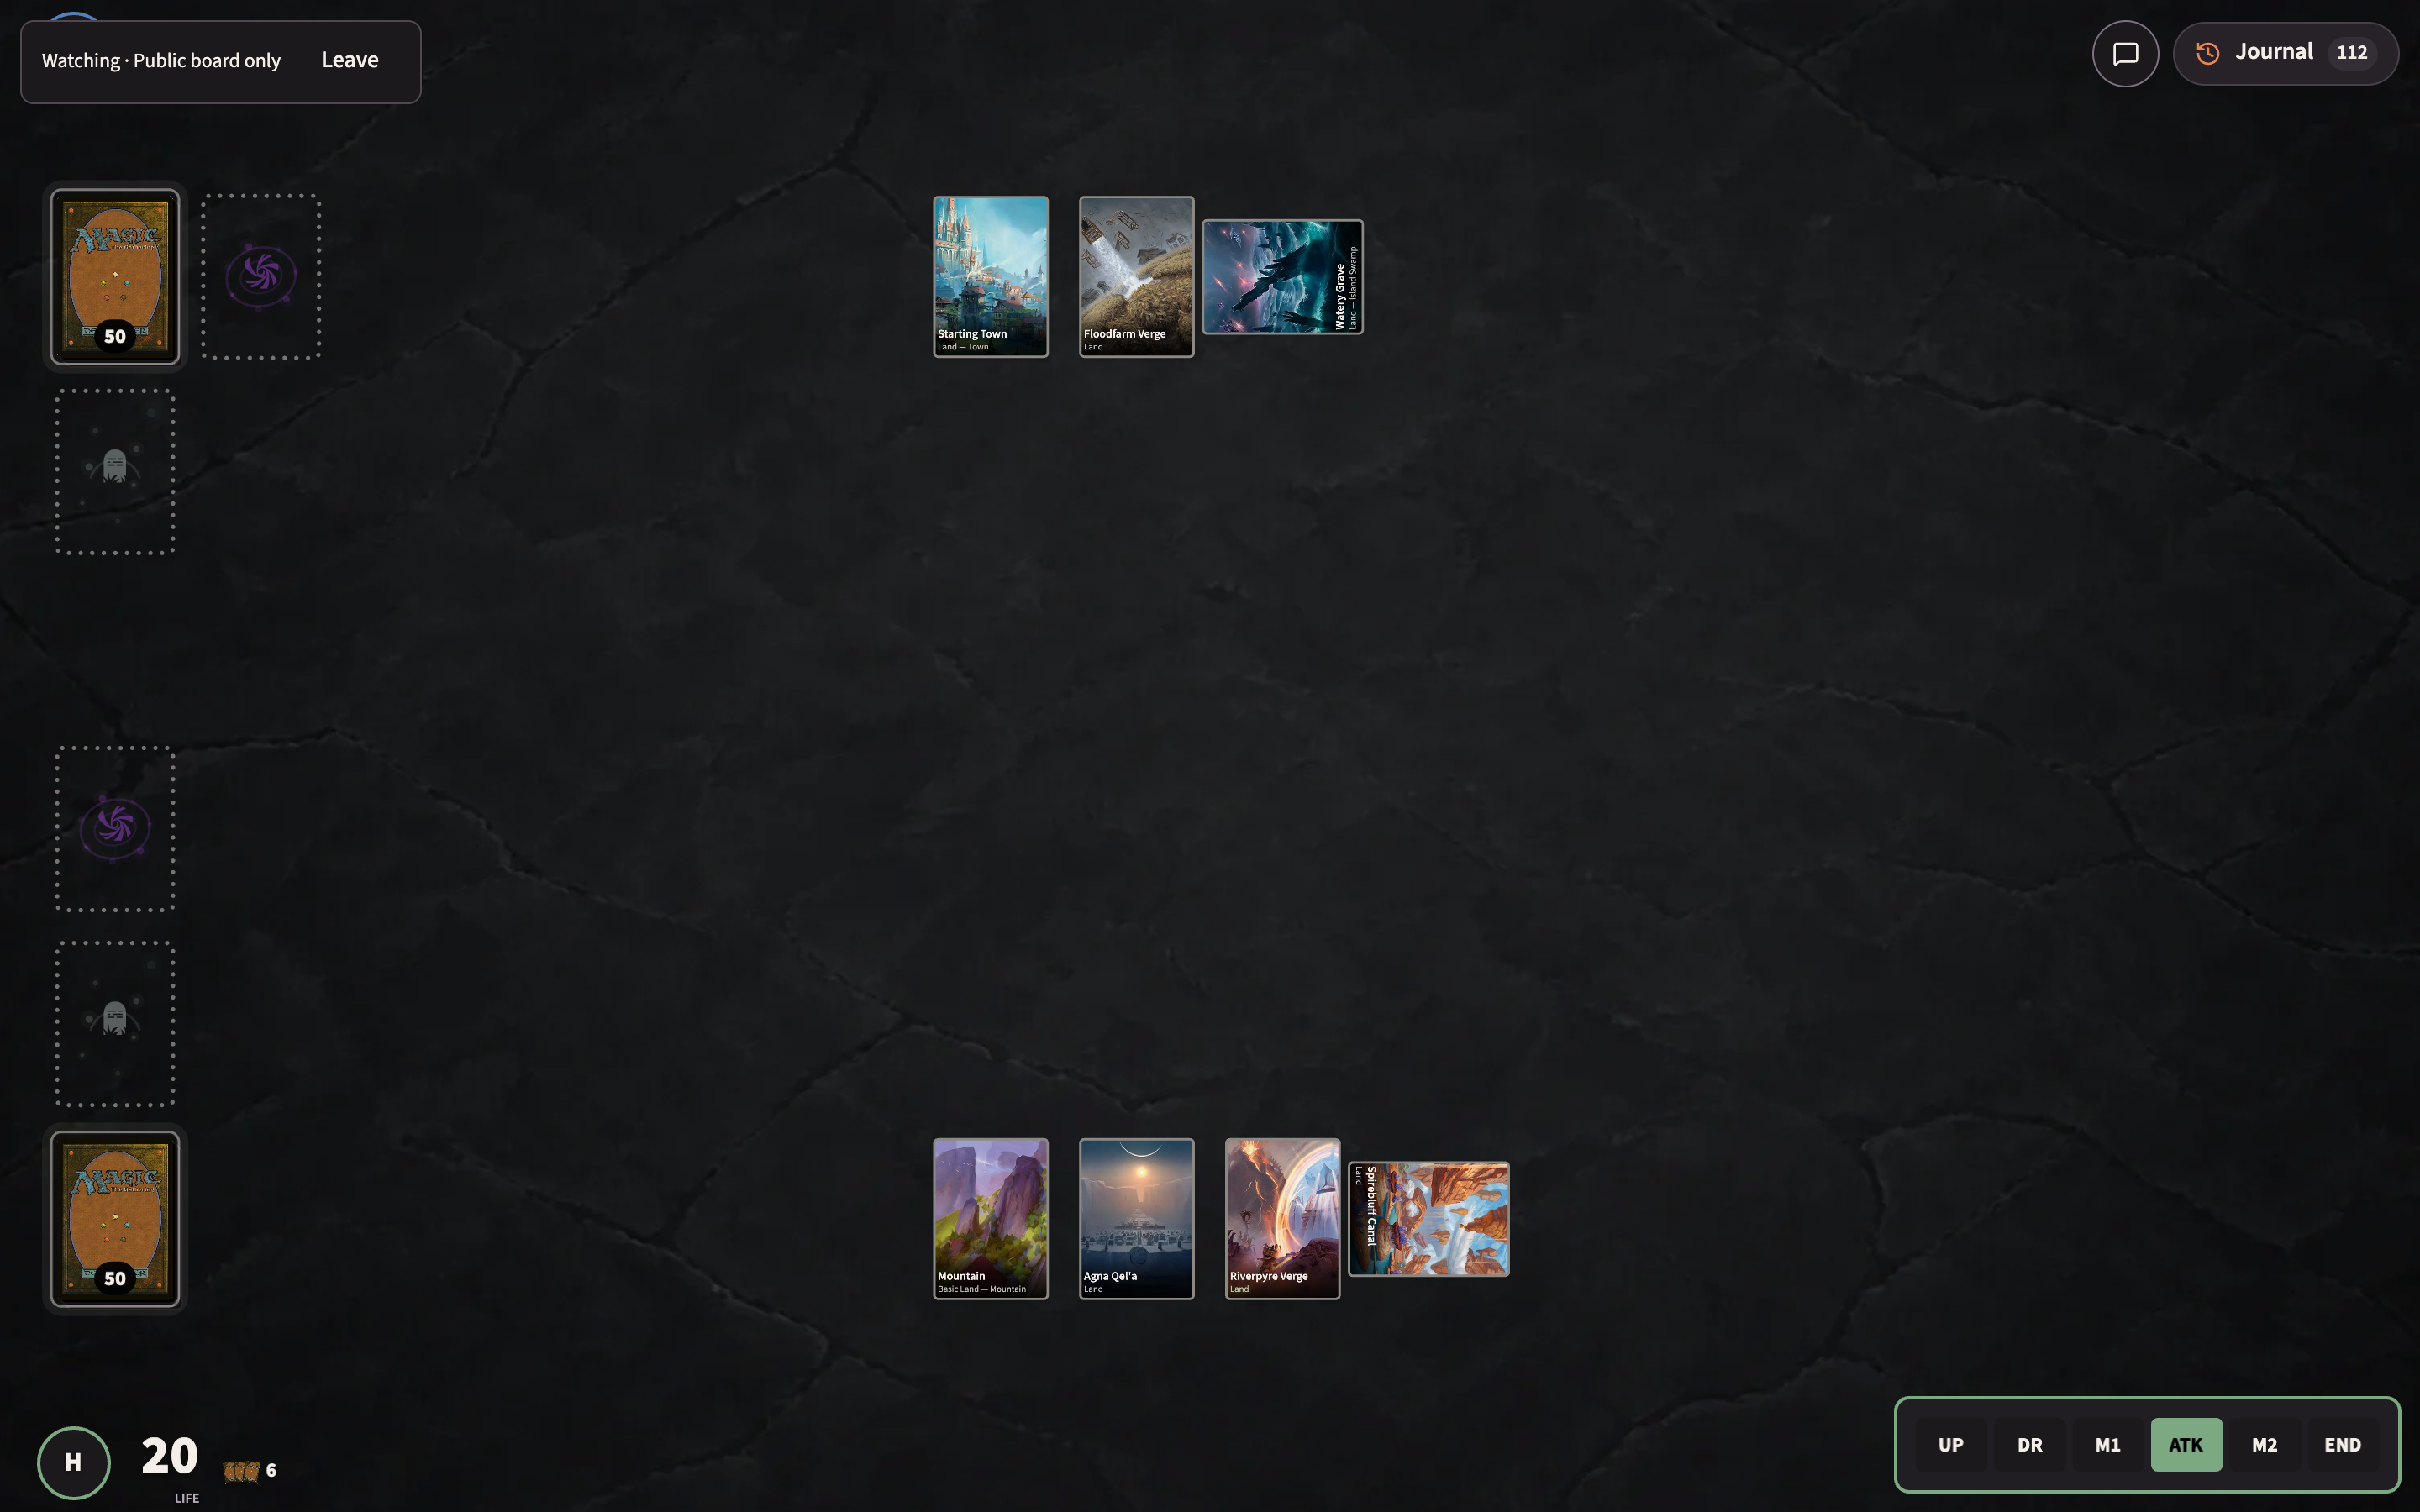 Watching · Public board only Leave
Journal 112
MAGIC
50
Starting Town
Land — Town
Floodfarm Verge
Land
Watery Grave
Land — Island Swamp
MAGIC
50
Mountain
Basic Land — Mountain
Agna Qel'a
Land
Riverpyre Verge
Land
Spirebluff Canal
Land
H 20 6
LIFE
UP DR M1 ATK M2 END